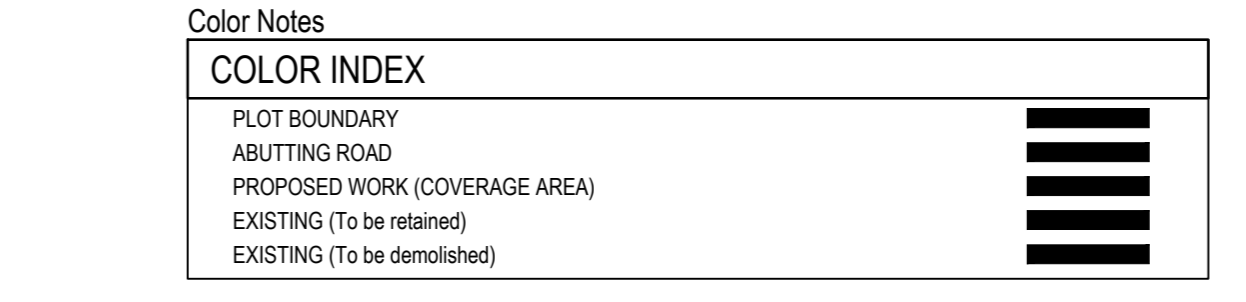 Color Notes
COLOR INDEX
PLOT BOUNDARY
ABUTTING ROAD
PROPOSED WORK (COVERAGE AREA)
EXISTING (To be retained)
EXISTING (To be demolished)